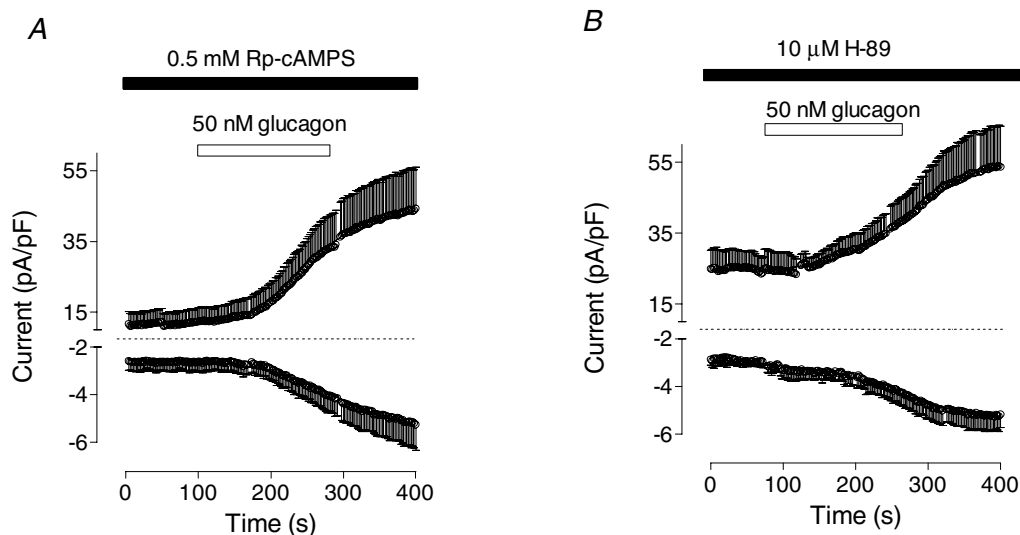 A
0.5 mM Rp-cAMPS
50 nM glucagon
55
35
15
-2
-4
-6
Current (pA/pF)
0 100 200 300 400
Time (s)
B
10 μM H-89
50 nM glucagon
55
35
15
-2
-4
-6
Current (pA/pF)
0 100 200 300 400
Time (s)